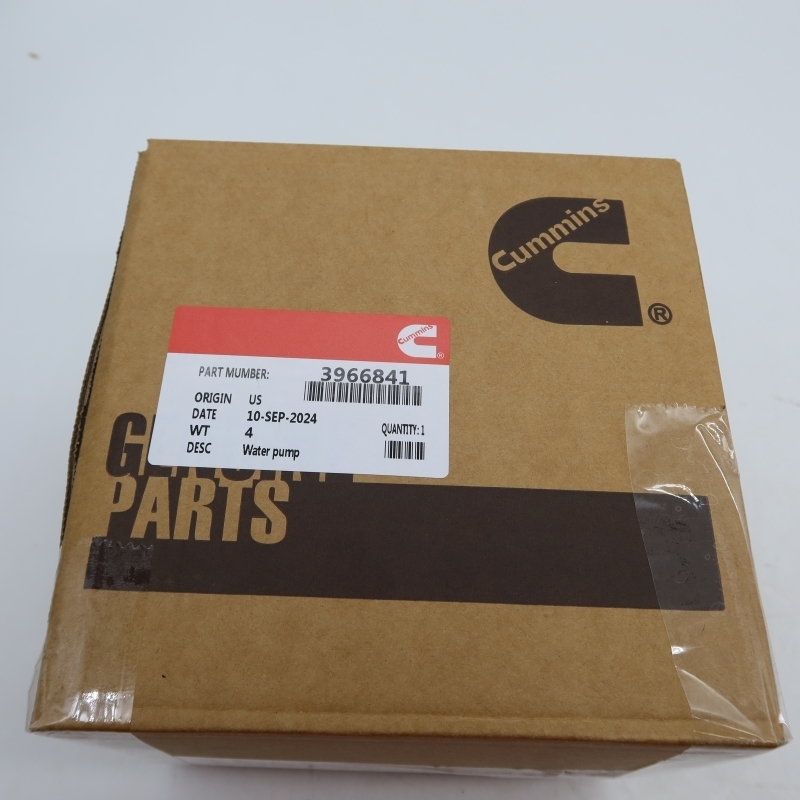 Cummins
®
Cummins
®
PART MUMBER: 3966841
ORIGIN US
DATE 10-SEP-2024
WT 4
QUANTITY: 1
DESC Water pump
PARTS